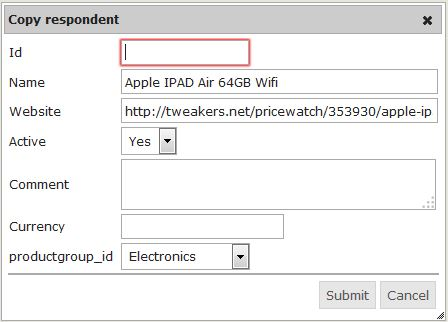 Copy respondent
Id
Name Apple IPAD Air 64GB Wifi
Website http://tweakers.net/pricewatch/353930/apple-ip
Active Yes
Comment
Currency
productgroup_id Electronics
Submit Cancel